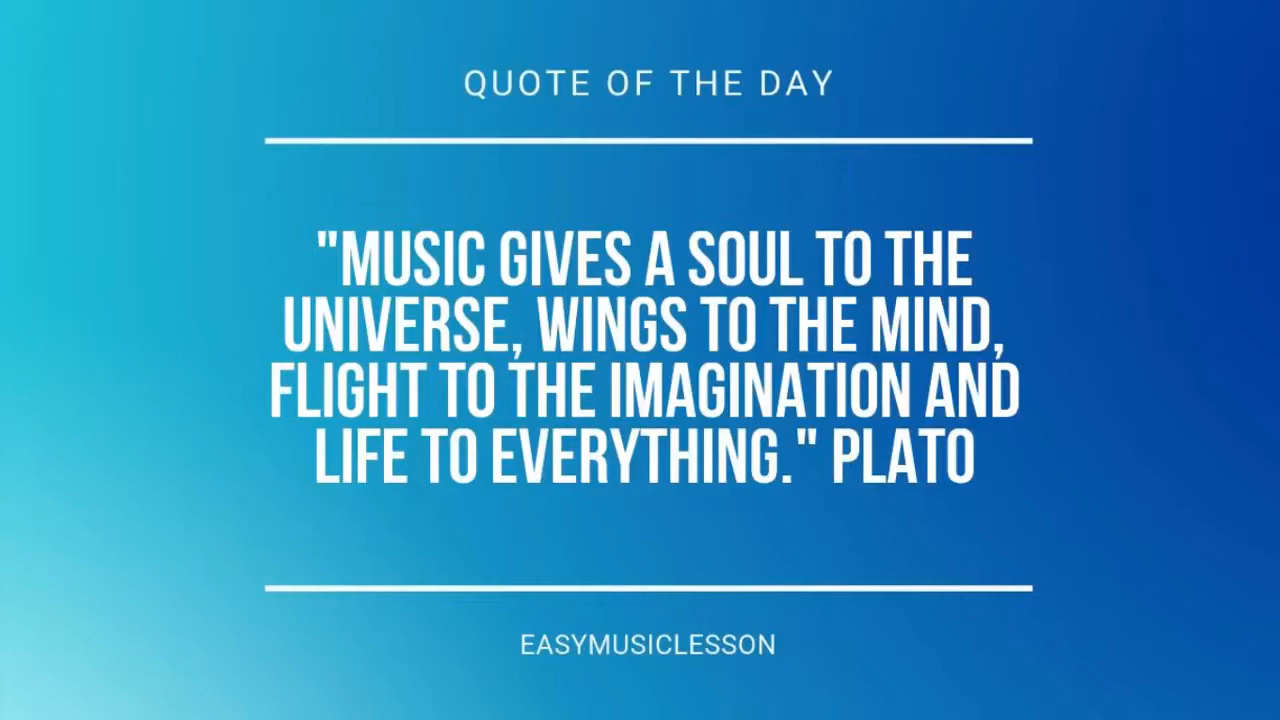 QUOTE OF THE DAY
"MUSIC GIVES A SOUL TO THE
UNIVERSE, WINGS TO THE MIND,
FLIGHT TO THE IMAGINATION AND
LIFE TO EVERYTHING." PLATO
EASYMUSICLESSON